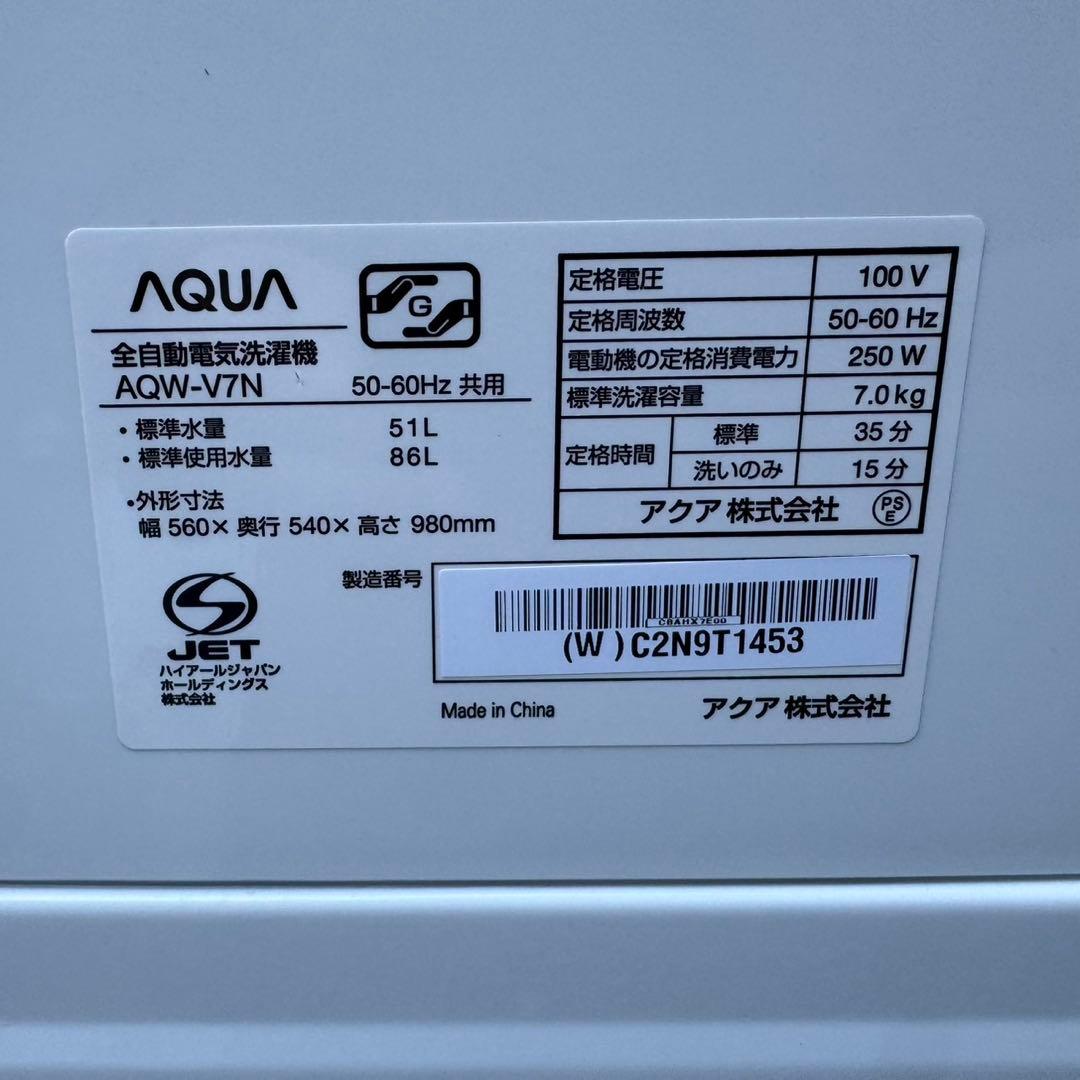 AQUA
G
全自動電気洗濯機
AQW-V7N 50-60Hz 共用
・標準水量 51L
・標準使用水量 86L
・外形寸法
幅 560× 奥行 540× 高さ 980mm
定格電圧 100 V
定格周波数 50-60 Hz
電動機の定格消費電力 250 W
標準洗濯容量 7.0 kg
定格時間 標準 35 分
洗いのみ 15 分
アクア 株式会社 PSE
製造番号
C8AHX7E00
(W ) C2N9T1453
JET
ハイアールジャパン
ホールディングス
株式会社
Made in China アクア 株式会社